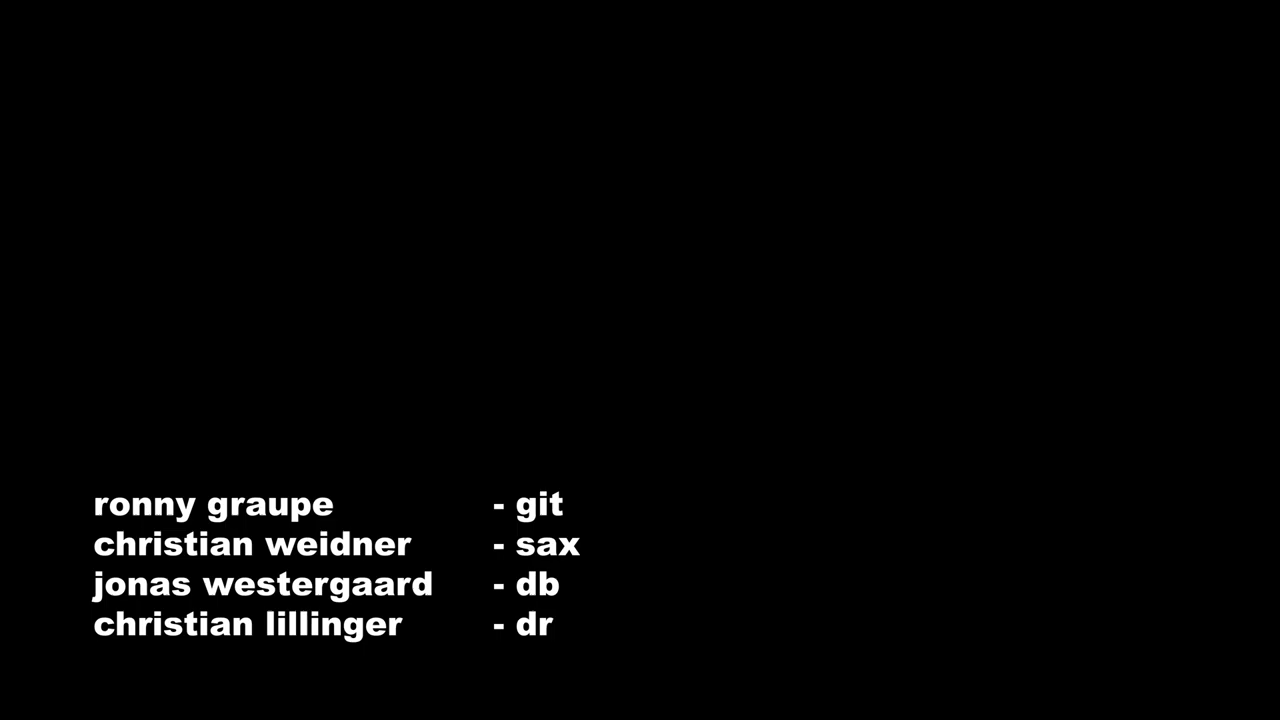 ronny graupe - git
christian weidner - sax
jonas westergaard - db
christian lillinger - dr